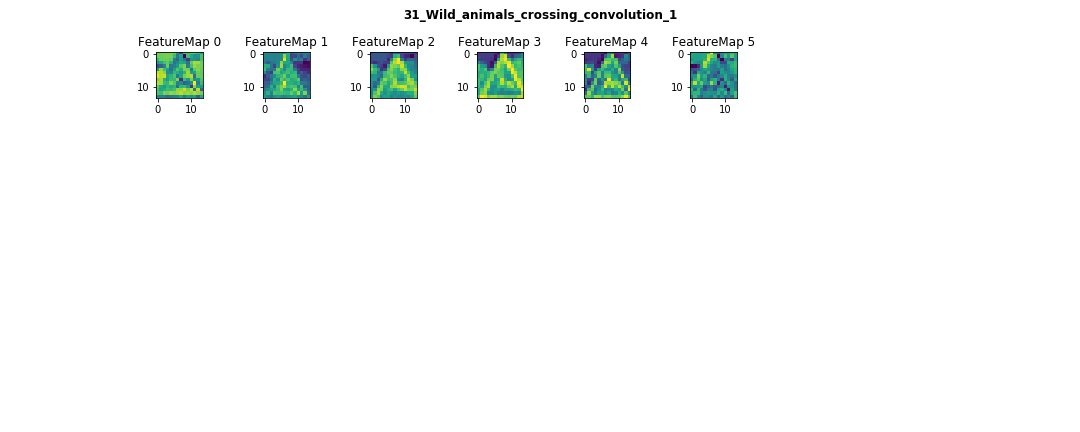 31_Wild_animals_crossing_convolution_1
FeatureMap 0 FeatureMap 1 FeatureMap 2 FeatureMap 3 FeatureMap 4 FeatureMap 5
0 0 0 0 0 0
10 10 10 10 10 10
0 10 0 10 0 10 0 10 0 10 0 10